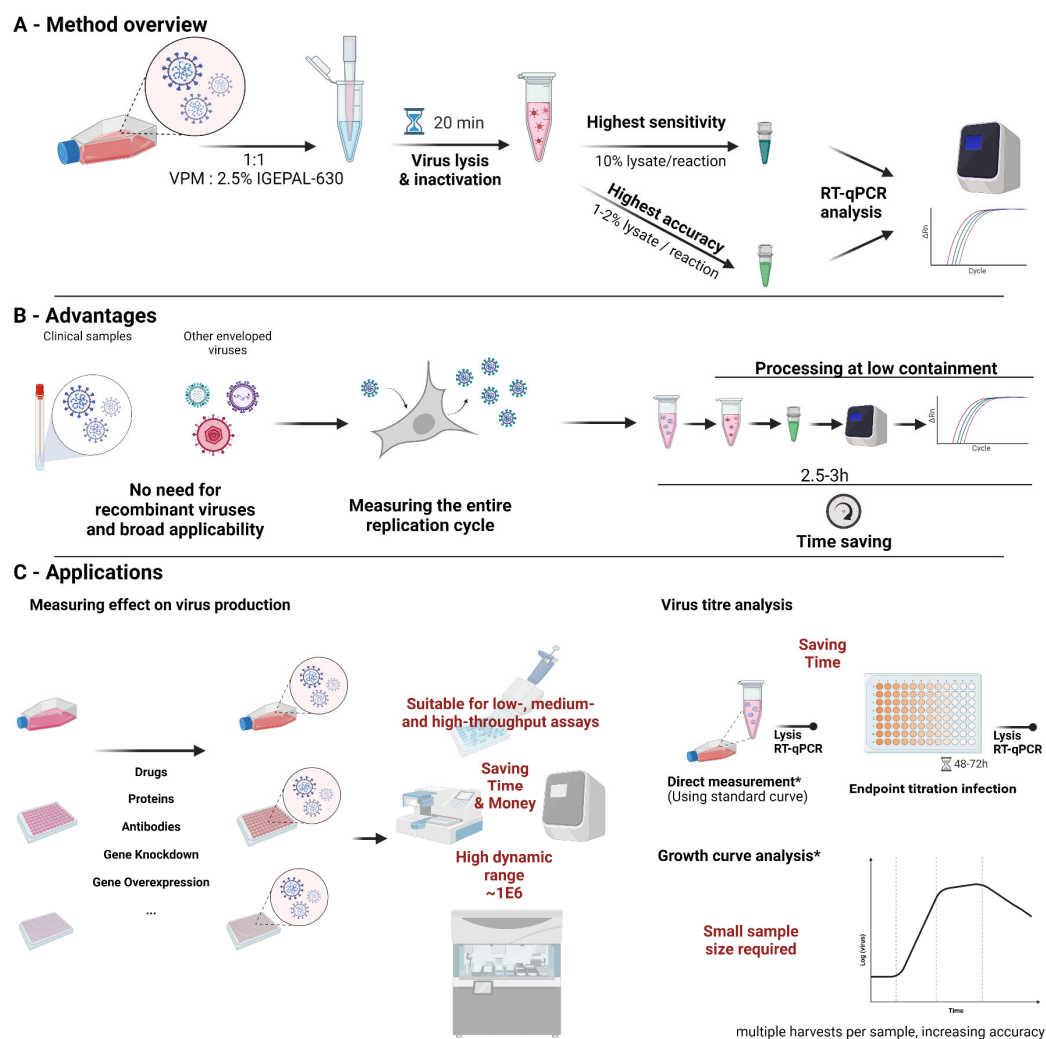 A - Method overview
1:1
VPM : 2.5% IGEPAL-630
20 min
Virus lysis
& inactivation
Highest sensitivity
10% lysate/reaction
Highest accuracy
1-2% lysate / reaction
RT-qPCR
analysis
ΔRn
Cycle
B - Advantages
Clinical samples
Other enveloped
viruses
No need for
recombinant viruses
and broad applicability
Measuring the entire
replication cycle
Processing at low containment
ΔRn
Cycle
2.5-3h
Time saving
C - Applications
Measuring effect on virus production
Drugs
Proteins
Antibodies
Gene Knockdown
Gene Overexpression
...
Suitable for low-, medium-
and high-throughput assays
Saving
Time
& Money
High dynamic
range
~1E6
Virus titre analysis
Saving
Time
Lysis
RT-qPCR
Direct measurement*
(Using standard curve)
48-72h
Endpoint titration infection
Lysis
RT-qPCR
Growth curve analysis*
Small sample
size required
Log (virus)
Time
multiple harvests per sample, increasing accuracy